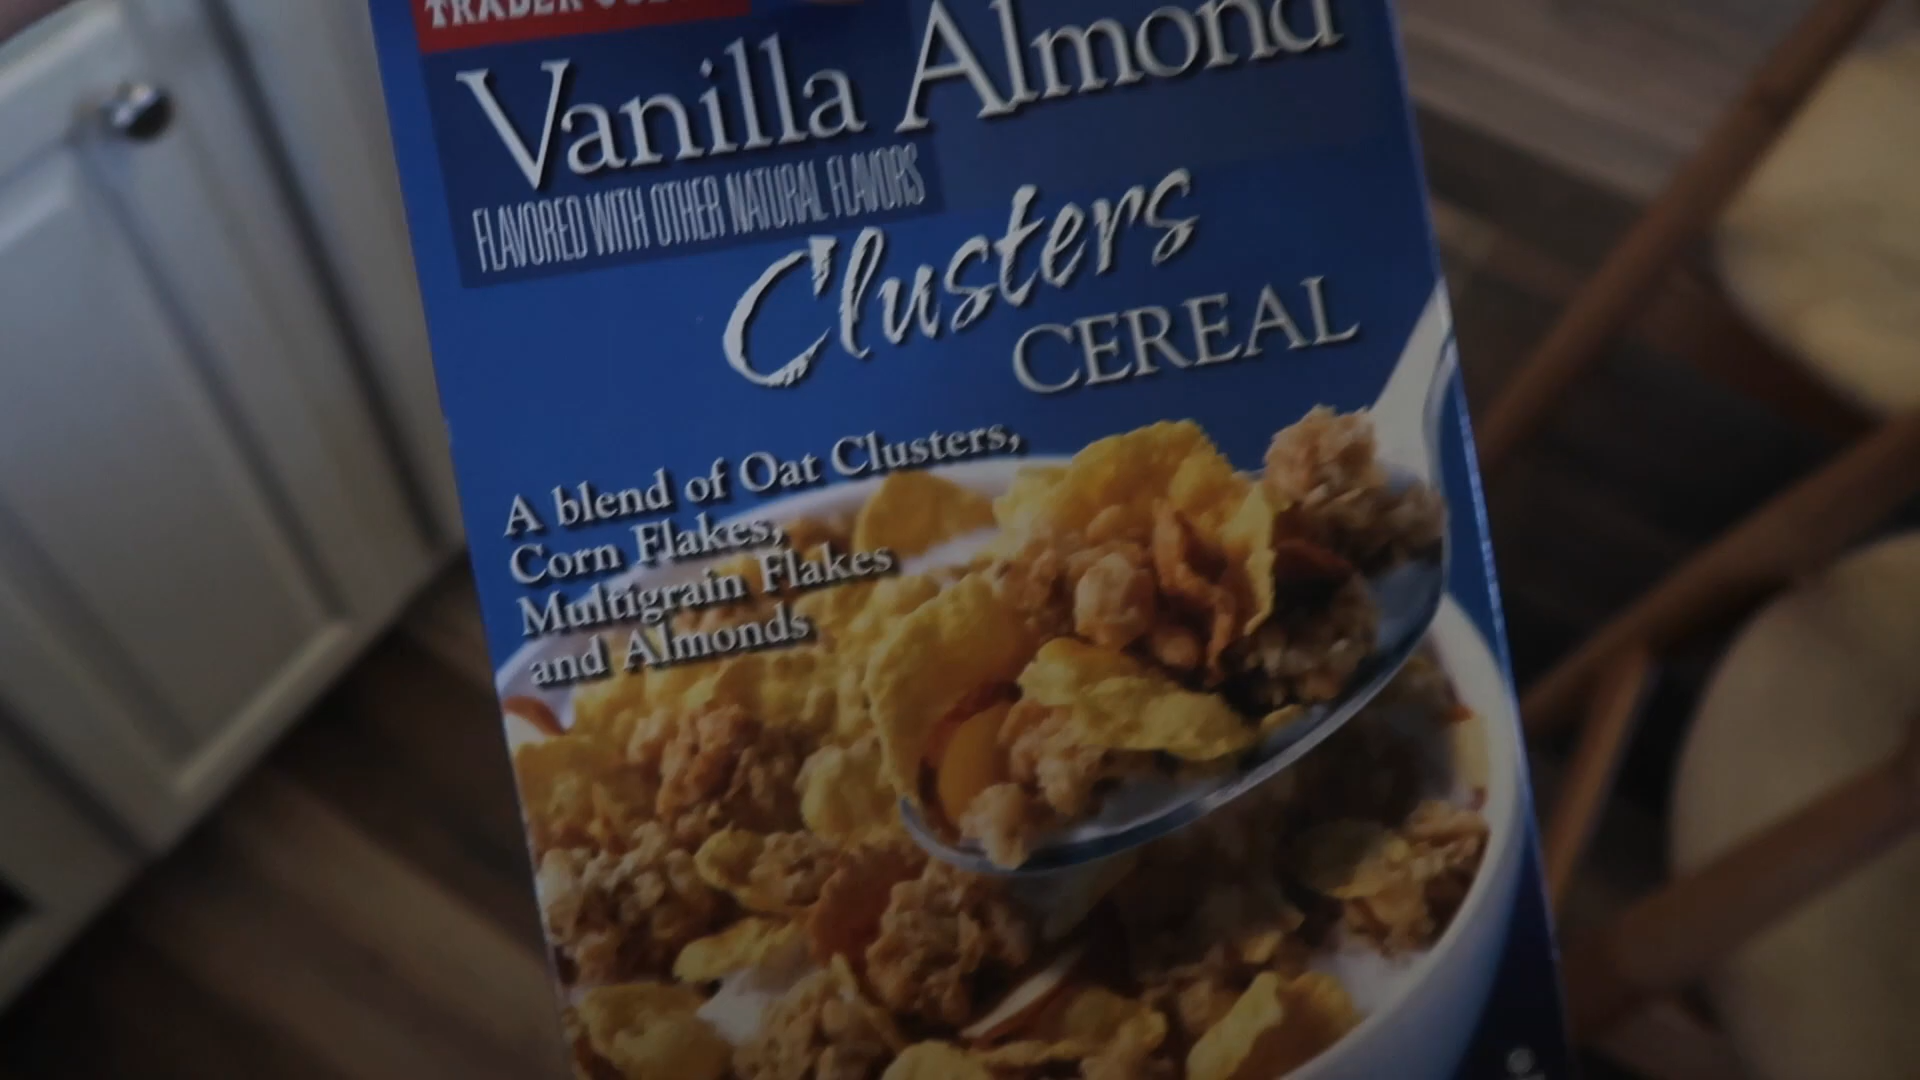 TRADER
Vanilla Almond
FLAVORED WITH OTHER NATURAL FLAVORS
Clusters
CEREAL
A blend of Oat Clusters,
Corn Flakes,
Multigrain Flakes
and Almonds